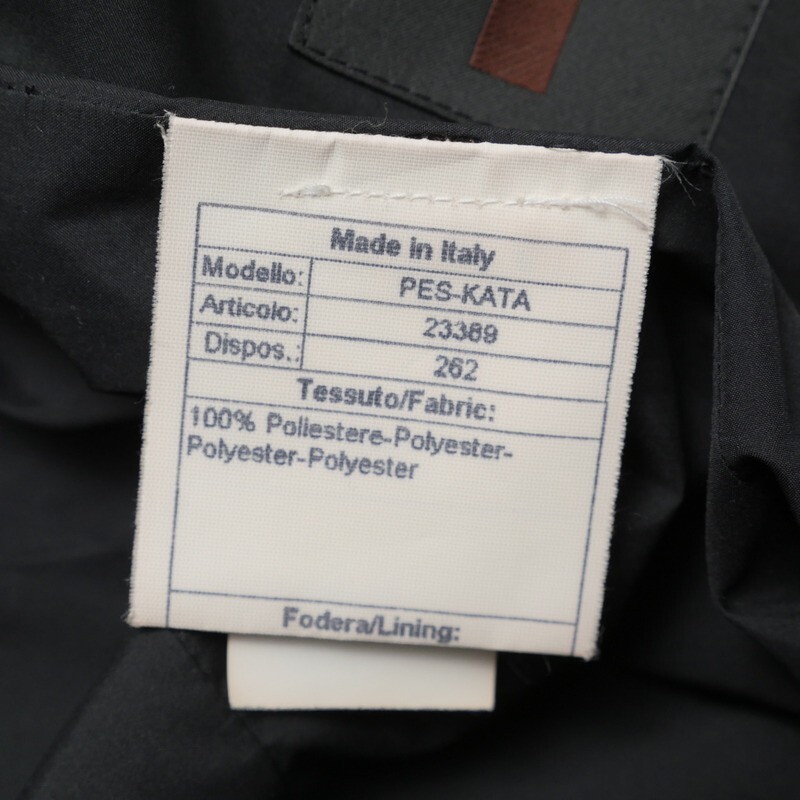 Made in Italy
Modello: PES-KATA
Articolo: 23389
Dispos.: 262
Tessuto/Fabric:
100% Poliestere-Polyester-
Polyester-Polyester
Fodera/Lining: